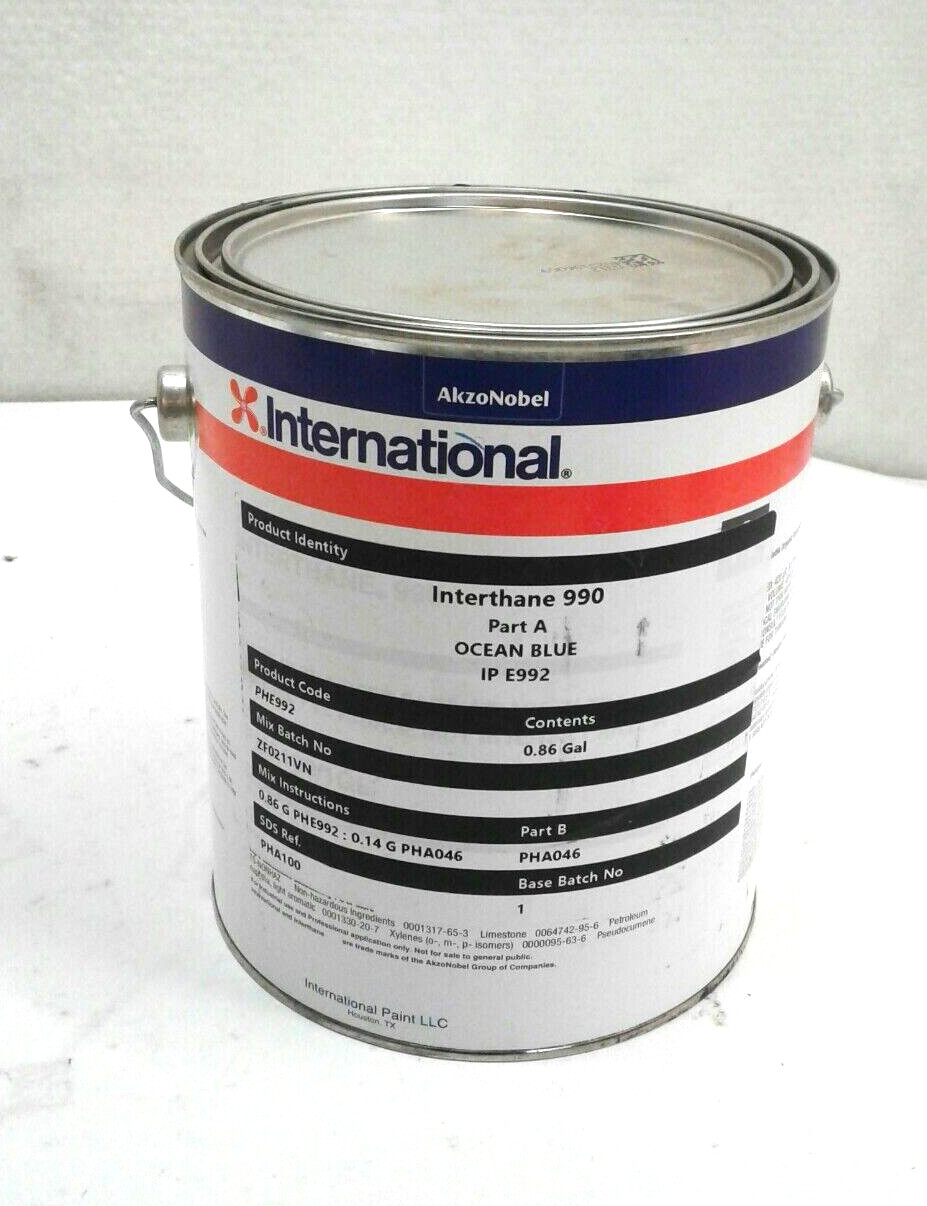 AkzoNobel
International®
Product Identity
Interthane 990
Part A
OCEAN BLUE
IP E992
Product Code
PHE992
Contents
0.86 Gal
Mix Batch No
ZF0211VN
Mix Instructions
0.86 G PHE992 : 0.14 G PHA046
Part B
PHA046
SDS Ref.
PHA100
Base Batch No
1
Non-hazardous Ingredients 0001317-65-3 Limestone 0064742-95-6 Petroleum
light aromatic 0001330-20-7 Xylenes (o-, m-, p- isomers) 0000095-63-6 Pseudocumene
For Industrial use and Professional application only. Not for sale to general public.
International and Interthane are trade marks of the AkzoNobel Group of Companies.
International Paint LLC
Houston, TX